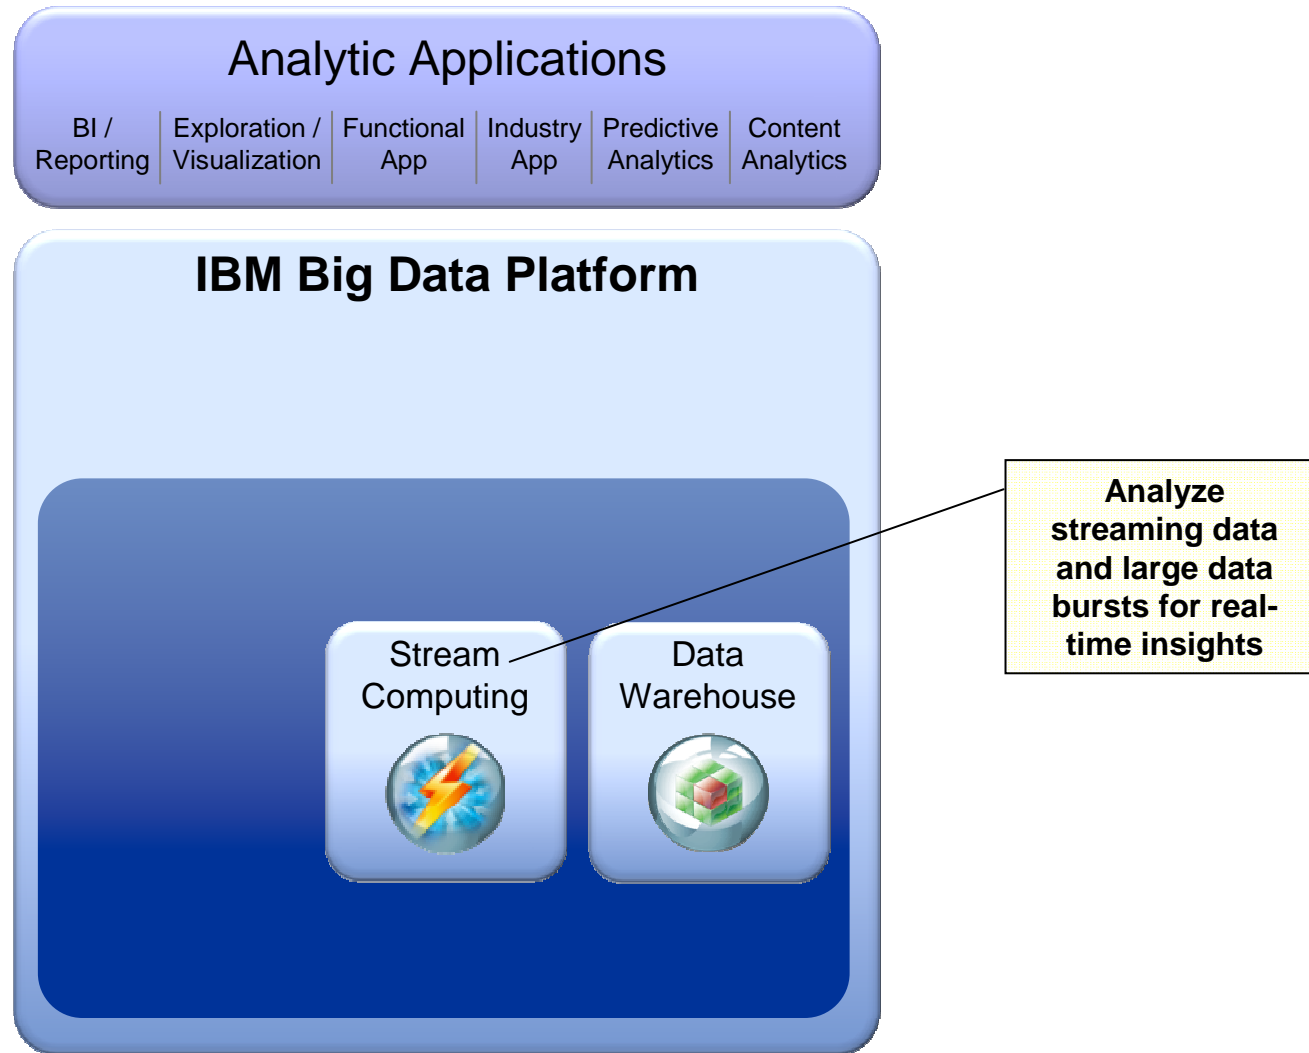 Analytic Applications
BI /
Reporting
Exploration /
Visualization
Functional
App
Industry
App
Predictive
Analytics
Content
Analytics
IBM Big Data Platform
Analyze
streaming data
and large data
bursts for real-
time insights
Stream
Computing
Data
Warehouse